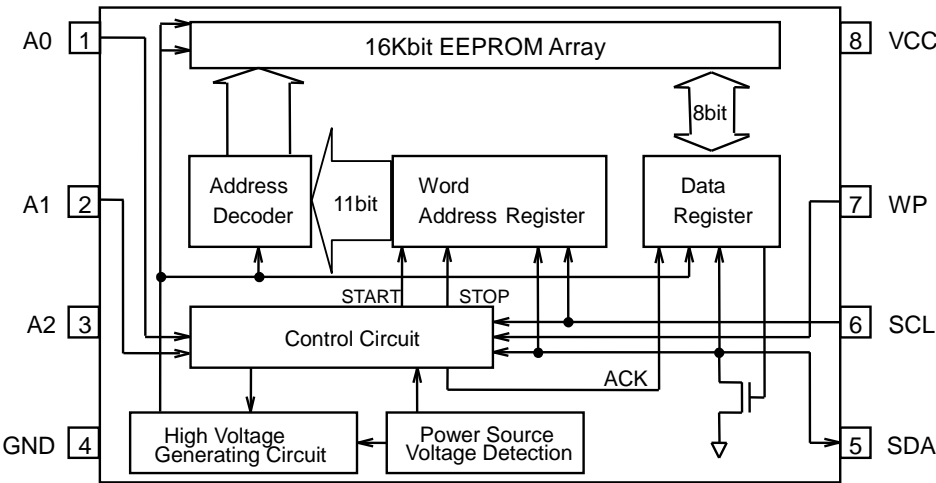 A0 1
16Kbit EEPROM Array
8 VCC
8bit
A1 2
Address
Decoder
11bit
Word
Address Register
Data
Register
7 WP
START
STOP
A2 3
Control Circuit
6 SCL
ACK
GND 4
High Voltage
Generating Circuit
Power Source
Voltage Detection
5 SDA